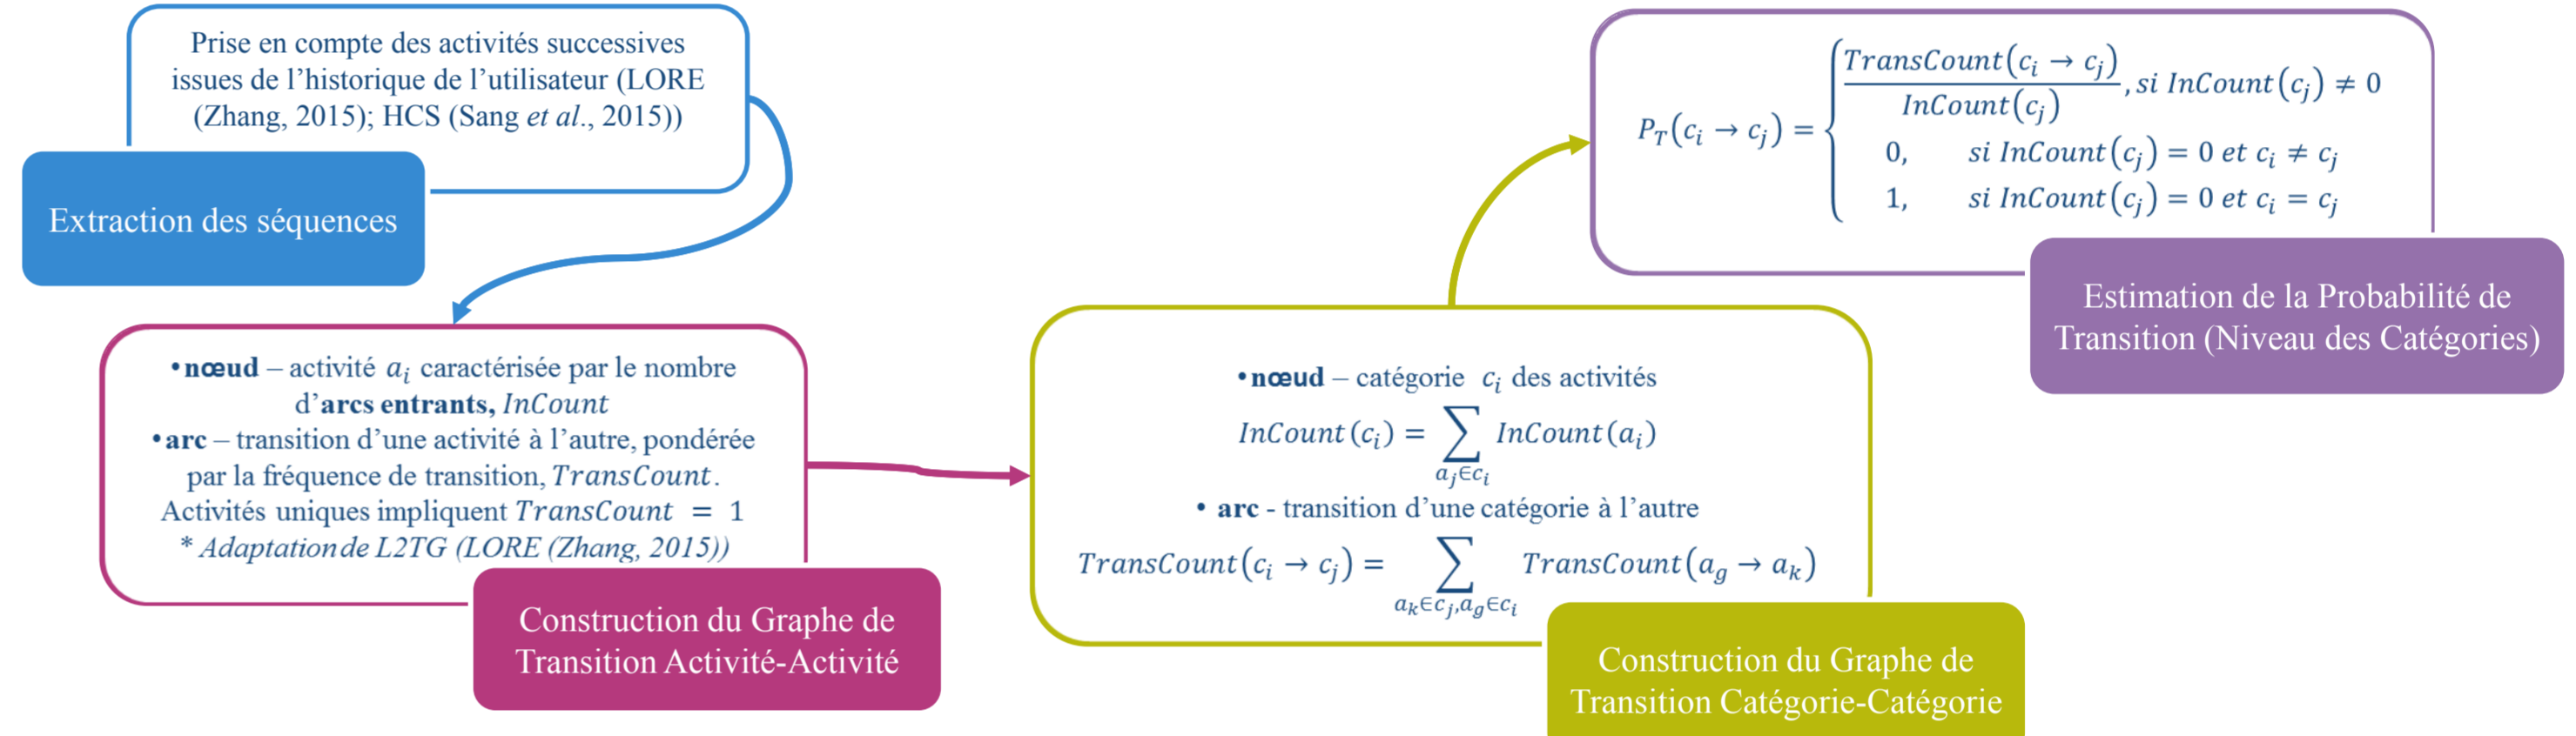 Prise en compte des activités successives
issues de l’historique de l’utilisateur (LORE
(Zhang, 2015); HCS (Sang et al., 2015))
Extraction des séquences
•nœud – activité a_i caractérisée par le nombre
d’arcs entrants, InCount
•arc – transition d’une activité à l’autre, pondérée
par la fréquence de transition, TransCount.
Activités uniques impliquent TransCount = 1
* Adaptation de L2TG (LORE (Zhang, 2015))
Construction du Graphe de
Transition Activité-Activité
•nœud – catégorie c_i des activités
InCount(c_i) = ∑_{a_j∈c_i} InCount(a_i)
• arc - transition d’une catégorie à l’autre
TransCount(c_i → c_j) = ∑_{a_k∈c_j,a_g∈c_i} TransCount(a_g → a_k)
Construction du Graphe de
Transition Catégorie-Catégorie
P_T(c_i → c_j) = { TransCount(c_i → c_j) / InCount(c_j) , si InCount(c_j) ≠ 0
0, si InCount(c_j) = 0 et c_i ≠ c_j
1, si InCount(c_j) = 0 et c_i = c_j
Estimation de la Probabilité de
Transition (Niveau des Catégories)